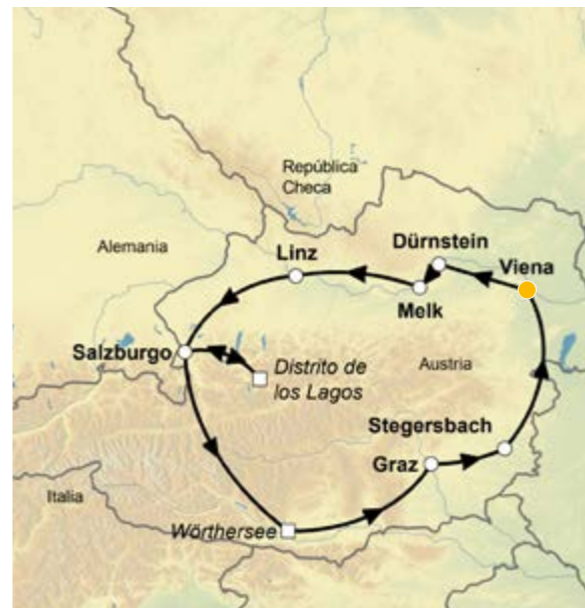 República
Checa
Alemania
Dürnstein
Linz
Viena
Melk
Salzburgo
Distrito de
los Lagos
Austria
Stegersbach
Graz
Italia
Wörthersee